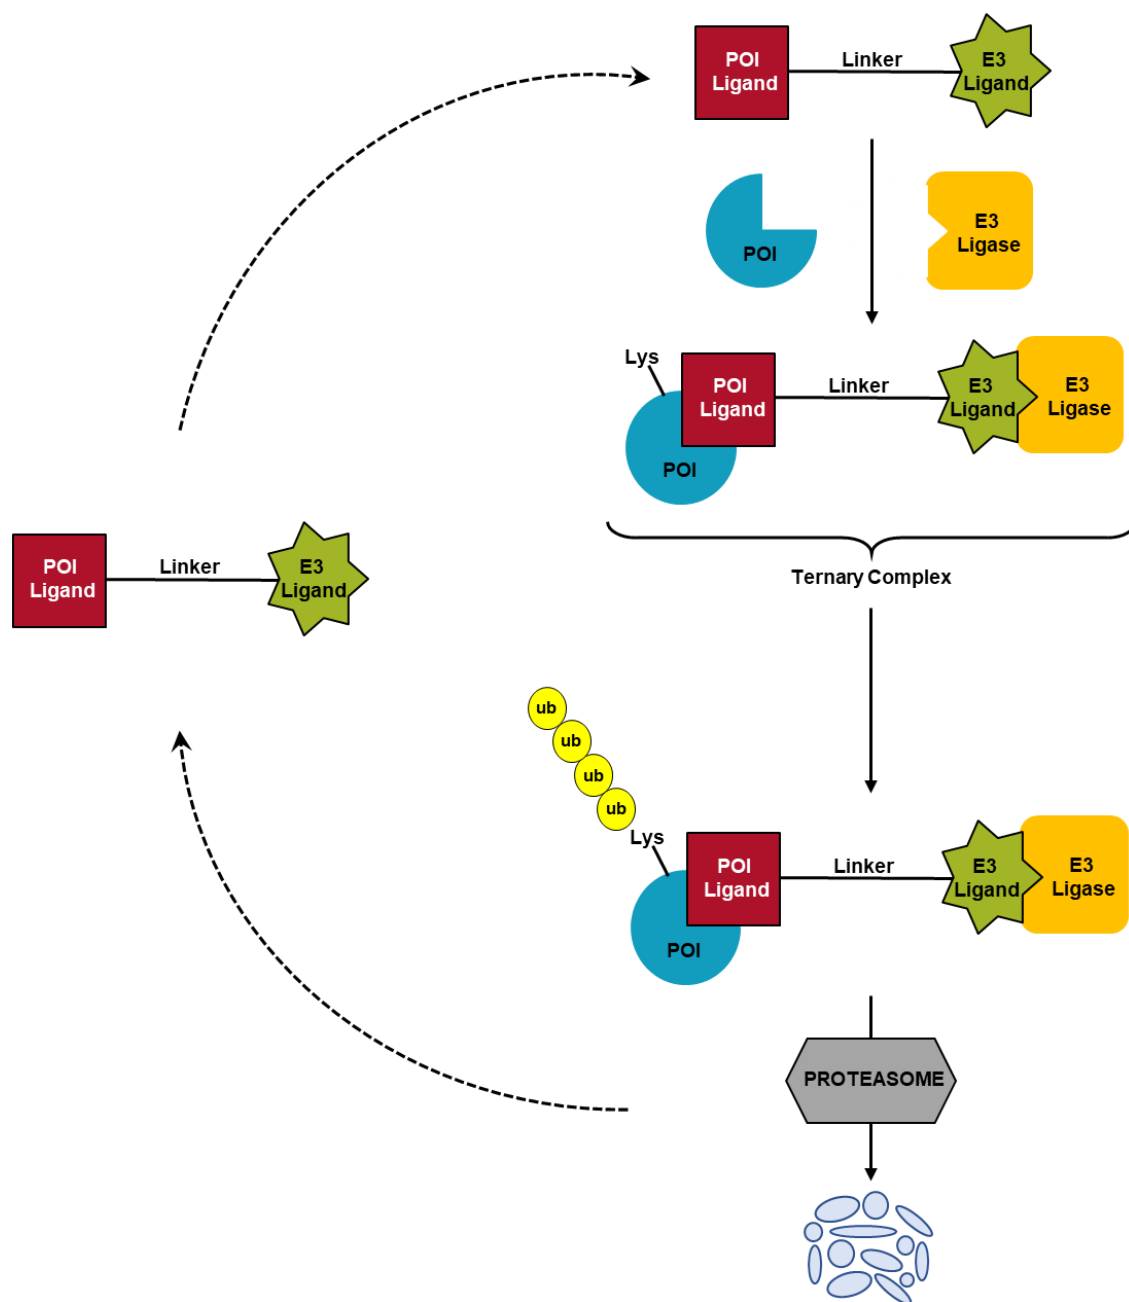 POI
Ligand
Linker
E3
Ligand
POI
E3
Ligase
Lys
POI
Ligand
Linker
E3
Ligand
E3
Ligase
POI
Ternary Complex
POI
Ligand
Linker
E3
Ligand
ub
ub
ub
ub
Lys
POI
Ligand
Linker
E3
Ligand
E3
Ligase
POI
PROTEASOME